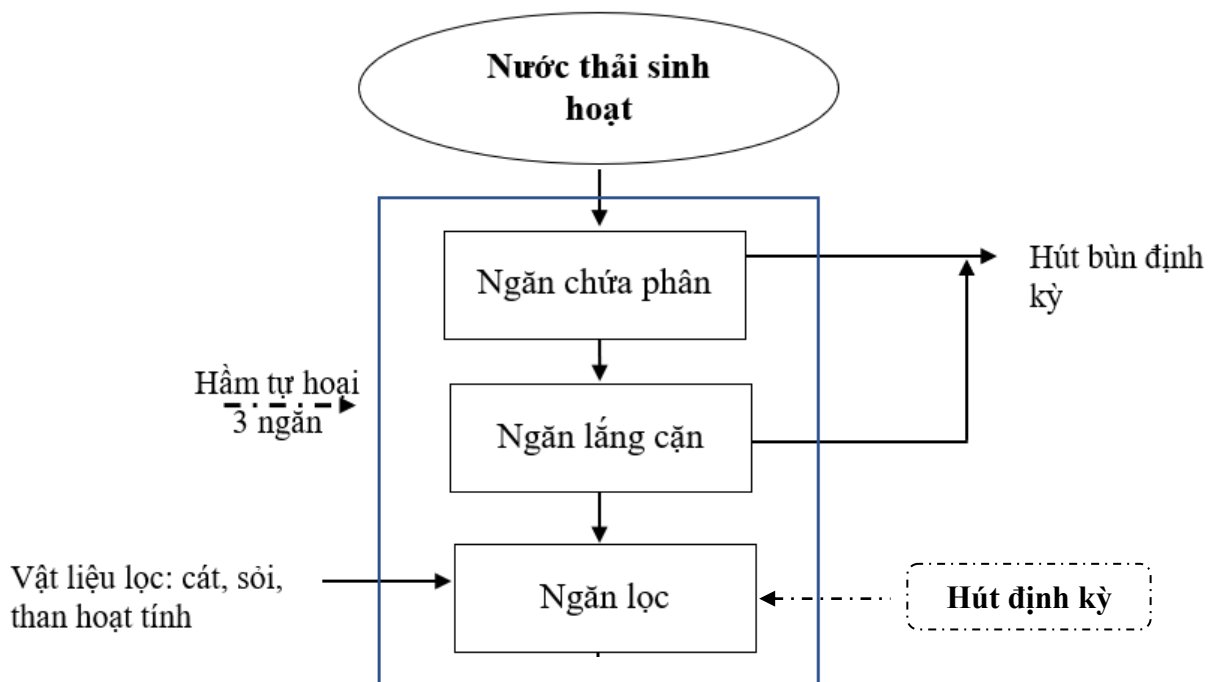 Nước thải sinh
hoạt
Ngăn chứa phân
Hút bùn định
kỳ
Hầm tự hoại
3 ngăn
Ngăn lắng cặn
Vật liệu lọc: cát, sỏi,
than hoạt tính
Ngăn lọc
Hút định kỳ